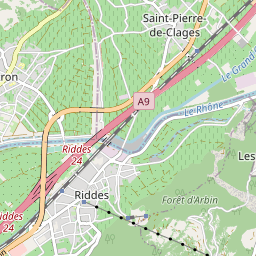 Saint-Pierre-
de-Clages
ron
Le Grand
A9
Le Rhône
Riddes
24
Les
Riddes
Forêt d'Arbin
Riddes
24